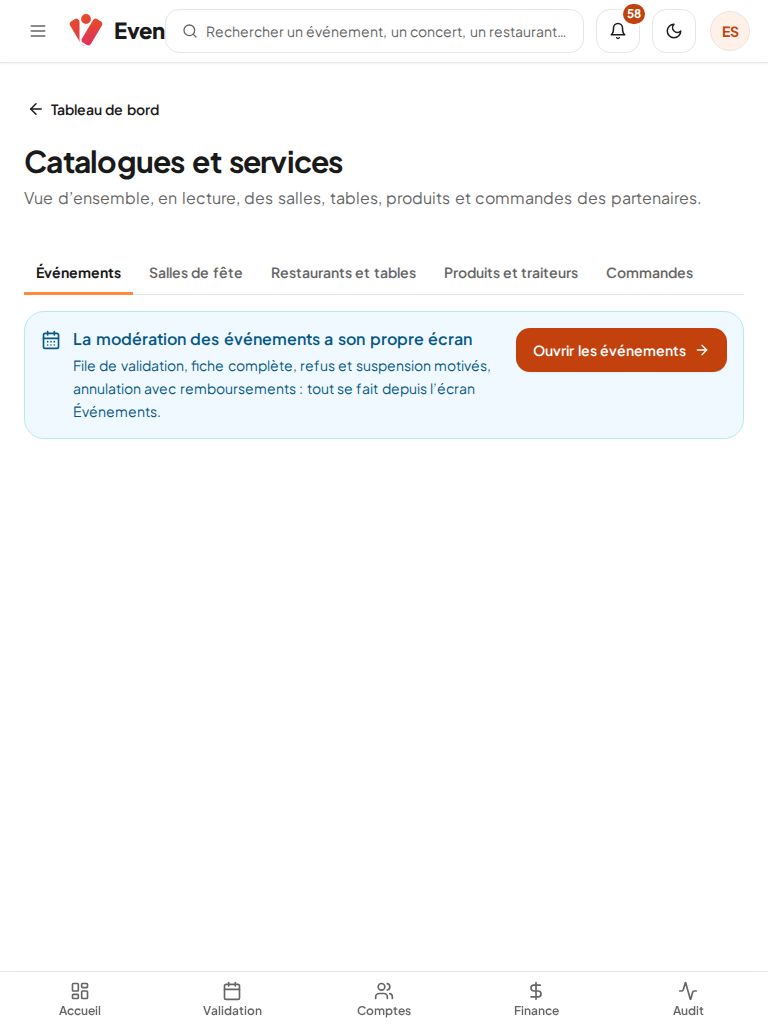 Even
Rechercher un événement, un concert, un restaurant…
58
ES
Tableau de bord
Catalogues et services
Vue d’ensemble, en lecture, des salles, tables, produits et commandes des partenaires.
Événements
Salles de fête
Restaurants et tables
Produits et traiteurs
Commandes
La modération des événements a son propre écran
File de validation, fiche complète, refus et suspension motivés,
annulation avec remboursements : tout se fait depuis l’écran
Événements.
Ouvrir les événements
Accueil
Validation
Comptes
Finance
Audit